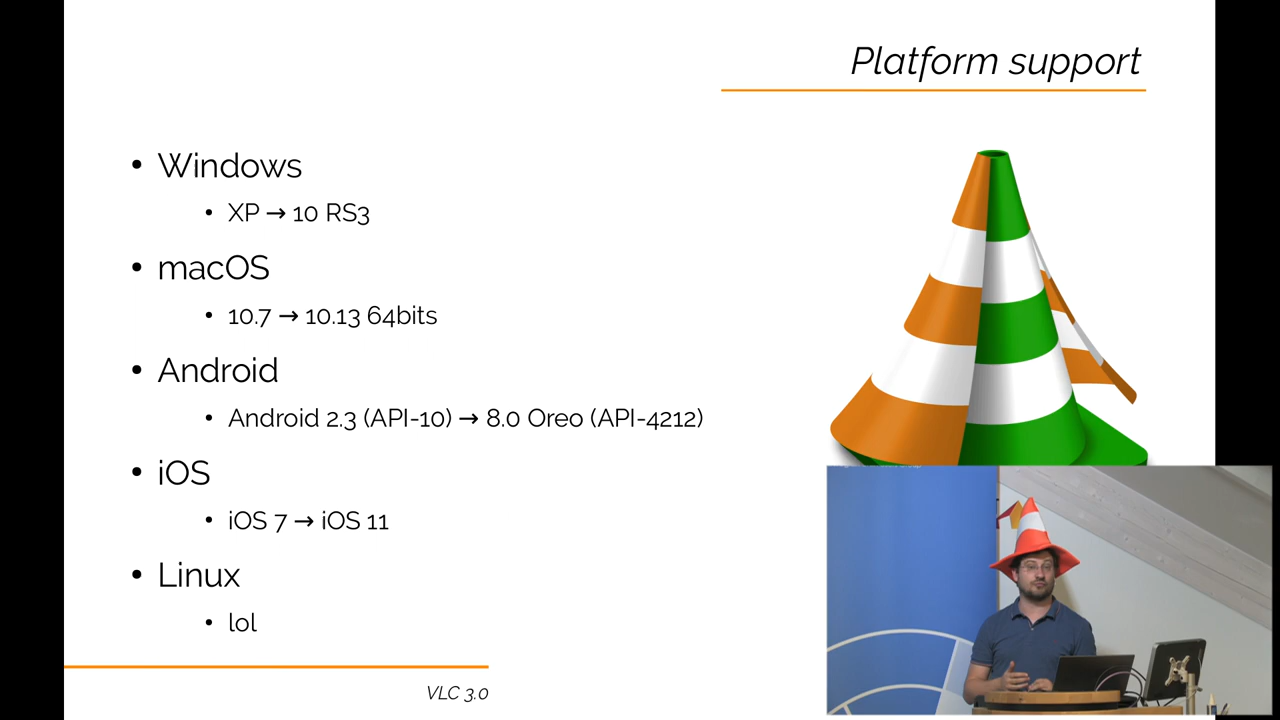 Platform support
• Windows
• XP → 10 RS3
• macOS
• 10.7 → 10.13 64bits
• Android
• Android 2.3 (API-10) → 8.0 Oreo (API-4212)
• iOS
• iOS 7 → iOS 11
• Linux
• lol
VLC 3.0